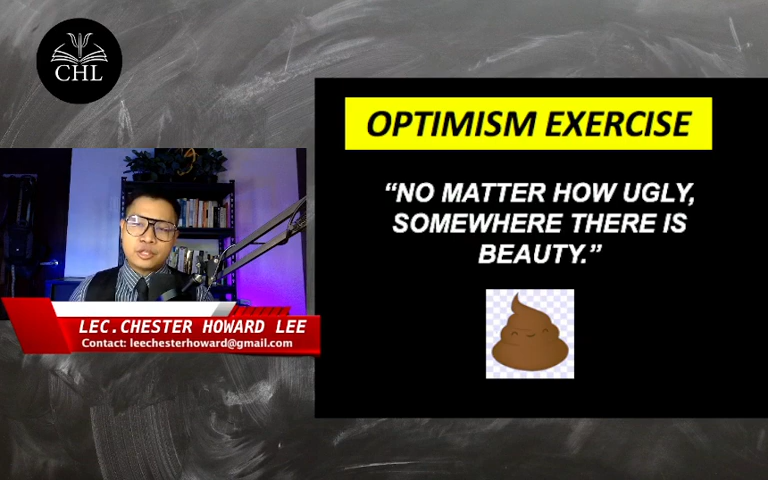 CHL
OPTIMISM EXERCISE
“NO MATTER HOW UGLY,
SOMEWHERE THERE IS
BEAUTY.”
LEC.CHESTER HOWARD LEE
Contact: leechesterhoward@gmail.com